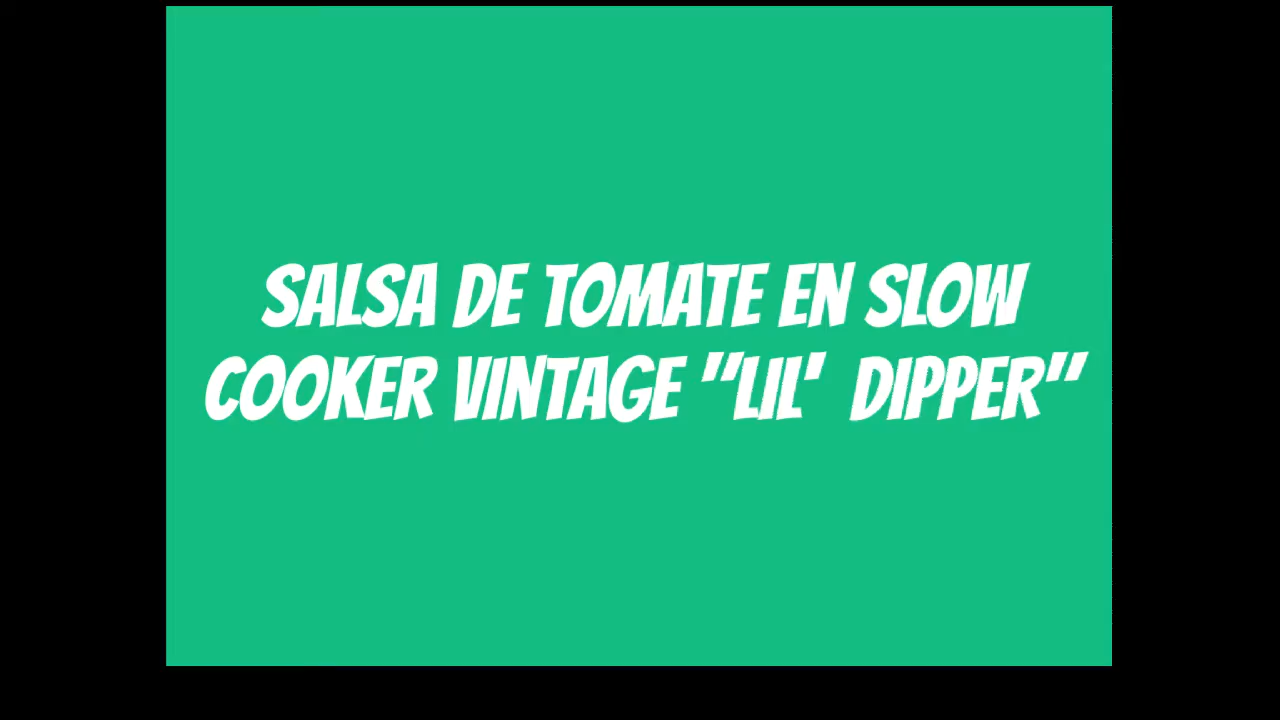 SALSA DE TOMATE EN SLOW
COOKER VINTAGE "LIL' DIPPER"